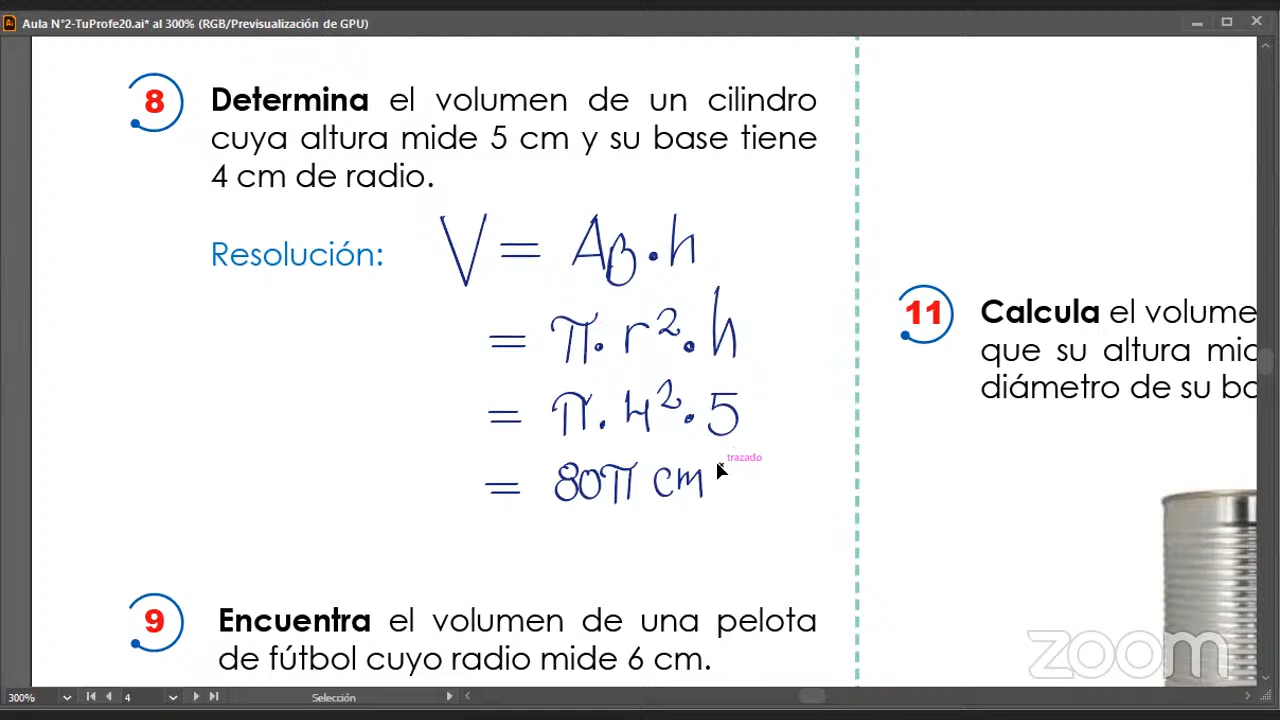 Aula N°2-TuProfe20.ai* al 300% (RGB/Previsualización de GPU)
8 Determina el volumen de un cilindro
cuya altura mide 5 cm y su base tiene
4 cm de radio.
Resolución: V = AB.h
= π. r². h
= π. 4². 5
= 80π cm
trazado
9 Encuentra el volumen de una pelota
de fútbol cuyo radio mide 6 cm.
11 Calcula el volume
que su altura mid
diámetro de su ba
zoom
300% 4 Selección